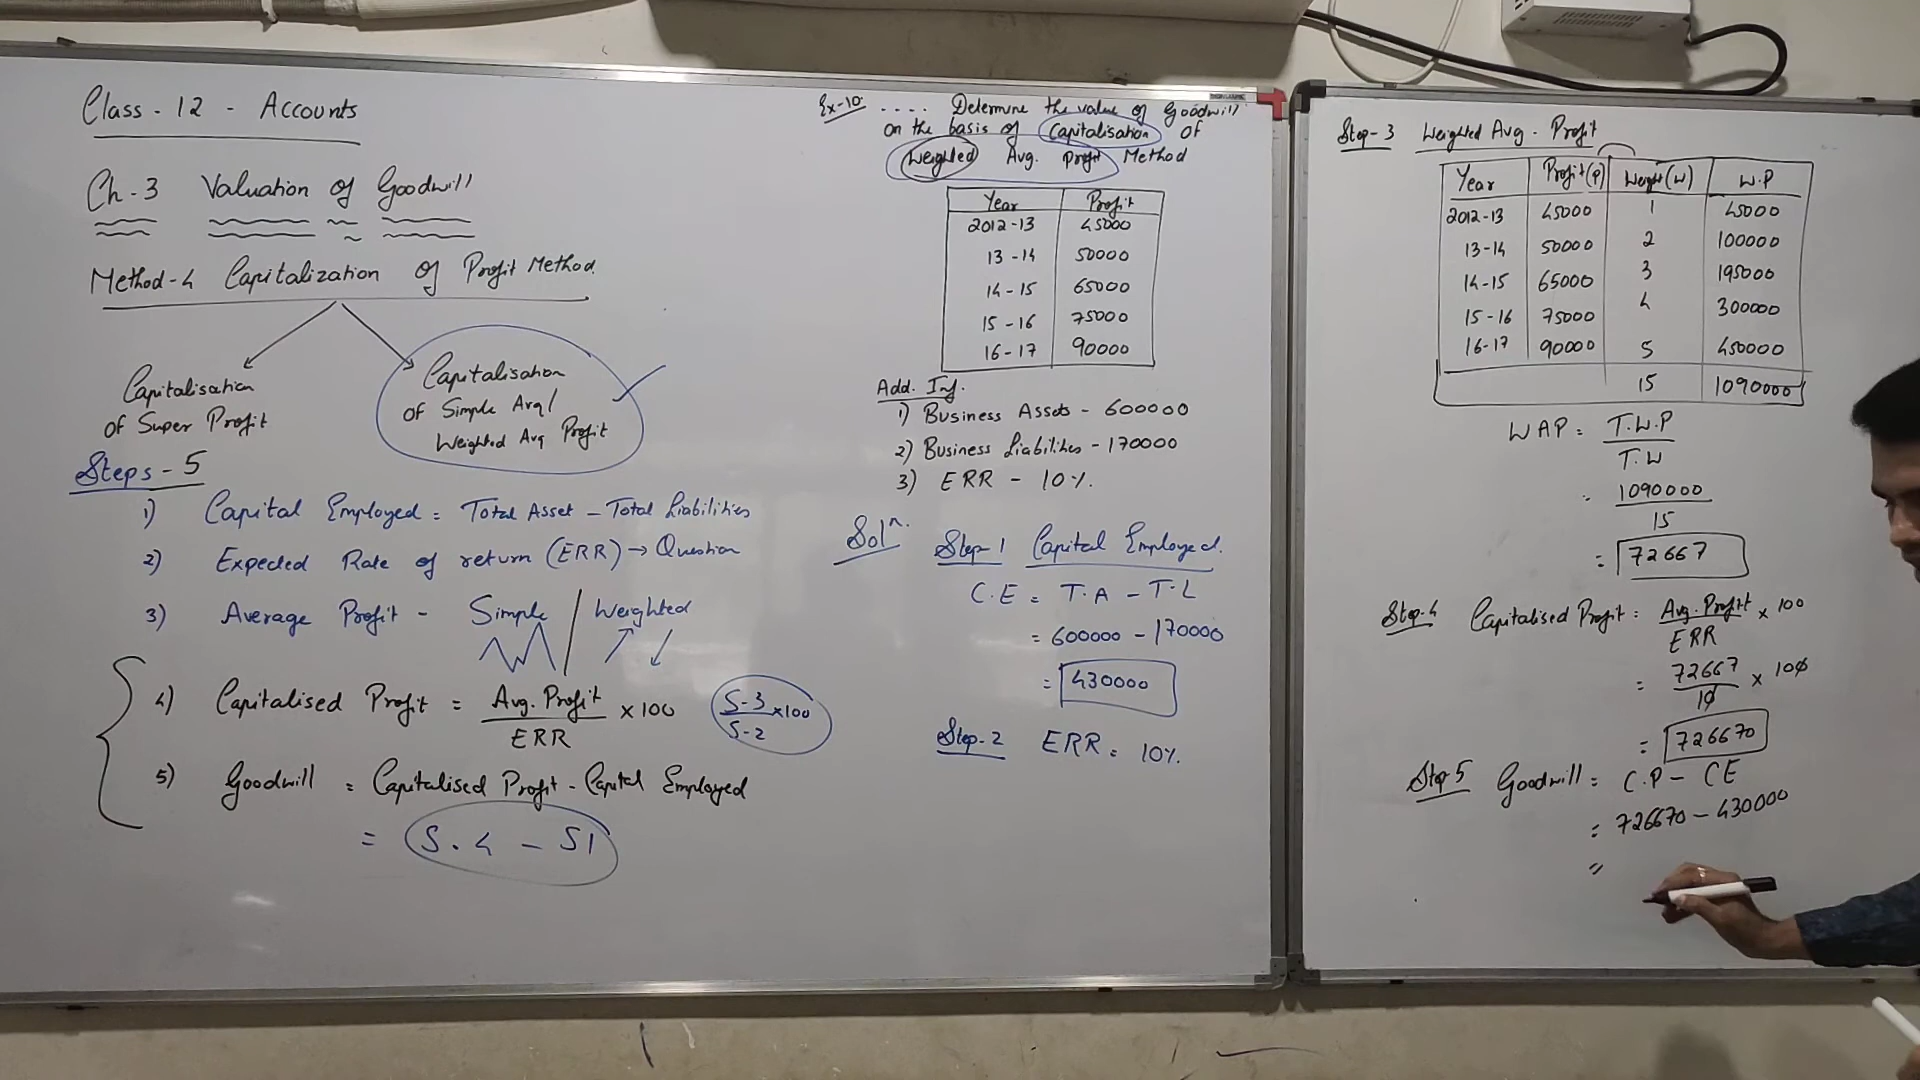 Class - 12 - Accounts
Ch-3 Valuation of Goodwill
Method-4 Capitalization of Profit Method
Capitalisation
of Super Profit
Capitalisation
of Simple Avg/
Weighted Avg Profit
Steps - 5
1) Capital Employed = Total Asset - Total Liabilities
2) Expected Rate of return (ERR) → Question
3) Average Profit - Simple / Weighted
4) Capitalised Profit = Avg. Profit / ERR × 100
S-3 / S-2 × 100
5) Goodwill = Capitalised Profit - Capital Employed
= S.4 - S1
Ex-10. .... Determine the value of Goodwill
on the basis of Capitalisation of
Weighted Avg. Profit Method
Year Profit
2012-13 45000
13-14 50000
14-15 65000
15-16 75000
16-17 90000
Add. Inf.
1) Business Assets - 600000
2) Business Liabilities - 170000
3) ERR - 10%.
Solⁿ.
Step-1 Capital Employed.
C.E = T.A - T.L
= 600000 - 170000
= 430000
Step-2 ERR = 10%.
Step-3 Weighted Avg. Profit
Year Profit(P) Weight(W) W.P
2012-13 45000 1 45000
13-14 50000 2 100000
14-15 65000 3 195000
15-16 75000 4 300000
16-17 90000 5 450000
15 1090000
WAP = T.W.P / T.W
= 1090000 / 15
= 72667
Step-4 Capitalised Profit = Avg. Profit / ERR × 100
= 72667 / 10 × 100
= 726670
Step 5 Goodwill = C.P - CE
= 726670 - 430000
=